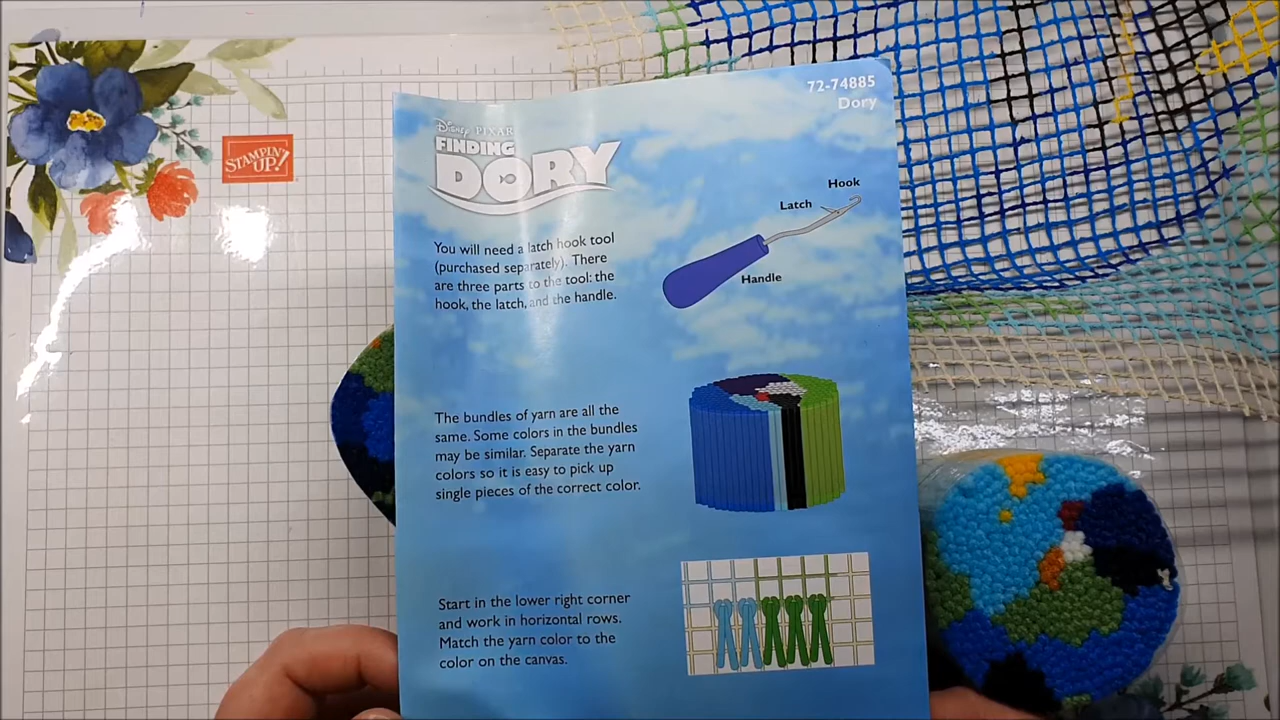 STAMPIN' UP!
72-74885
Dory
Disney PIXAR
FINDING
DORY
Hook
Latch
Handle
You will need a latch hook tool
(purchased separately). There
are three parts to the tool: the
hook, the latch, and the handle.
The bundles of yarn are all the
same. Some colors in the bundles
may be similar. Separate the yarn
colors so it is easy to pick up
single pieces of the correct color.
Start in the lower right corner
and work in horizontal rows.
Match the yarn color to the
color on the canvas.